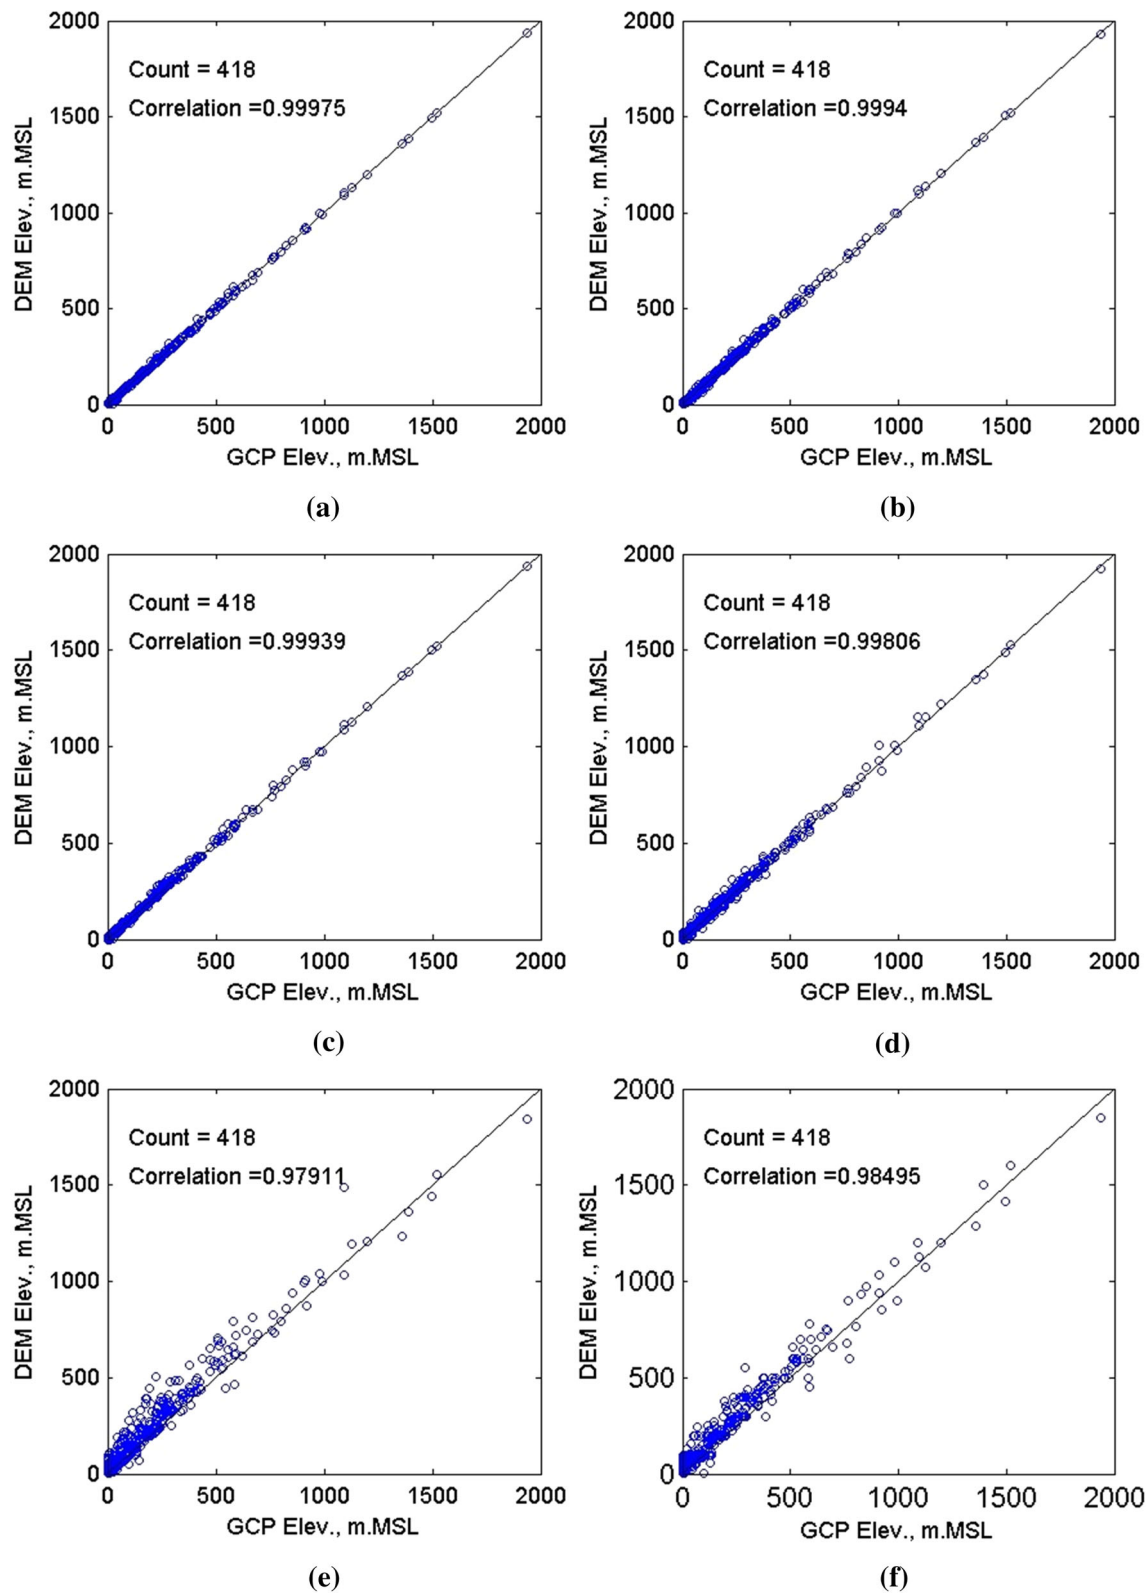 2000
1500
1000
500
0
DEM Elev., m.MSL
Count = 418
Correlation =0.99975
0 500 1000 1500 2000
GCP Elev., m.MSL
(a)
2000
1500
1000
500
0
DEM Elev., m.MSL
Count = 418
Correlation =0.9994
0 500 1000 1500 2000
GCP Elev., m.MSL
(b)
2000
1500
1000
500
0
DEM Elev., m.MSL
Count = 418
Correlation =0.99939
0 500 1000 1500 2000
GCP Elev., m.MSL
(c)
2000
1500
1000
500
0
DEM Elev., m.MSL
Count = 418
Correlation =0.99806
0 500 1000 1500 2000
GCP Elev., m.MSL
(d)
2000
1500
1000
500
0
DEM Elev., m.MSL
Count = 418
Correlation =0.97911
0 500 1000 1500 2000
GCP Elev., m.MSL
(e)
2000
1500
1000
500
0
DEM Elev., m.MSL
Count = 418
Correlation =0.98495
0 500 1000 1500 2000
GCP Elev., m.MSL
(f)